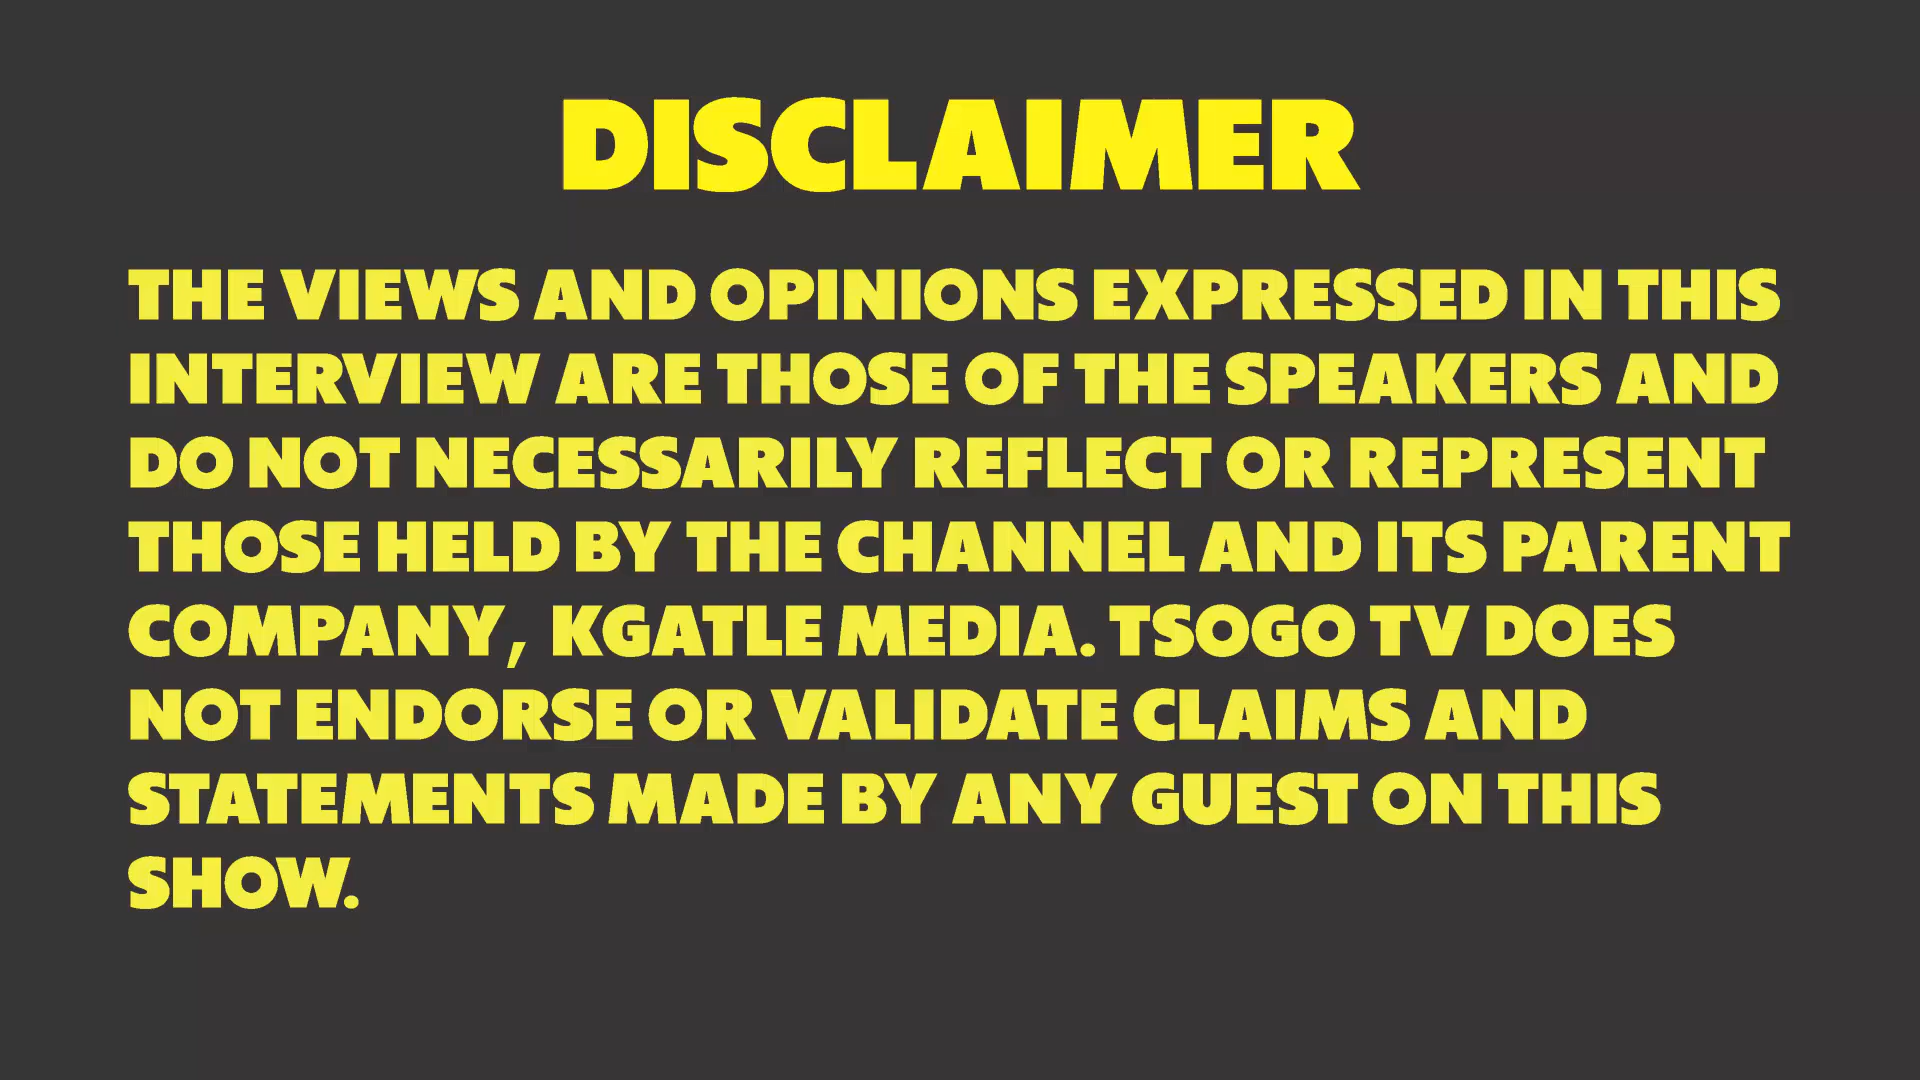 DISCLAIMER
THE VIEWS AND OPINIONS EXPRESSED IN THIS
INTERVIEW ARE THOSE OF THE SPEAKERS AND
DO NOT NECESSARILY REFLECT OR REPRESENT
THOSE HELD BY THE CHANNEL AND ITS PARENT
COMPANY, KGATLE MEDIA. TSOGO TV DOES
NOT ENDORSE OR VALIDATE CLAIMS AND
STATEMENTS MADE BY ANY GUEST ON THIS
SHOW.